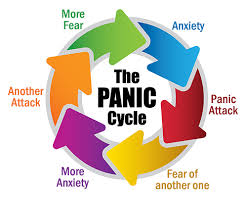 More
Fear
Anxiety
Another
Attack
The
PANIC
Cycle
Panic
Attack
More
Anxiety
Fear of
another one